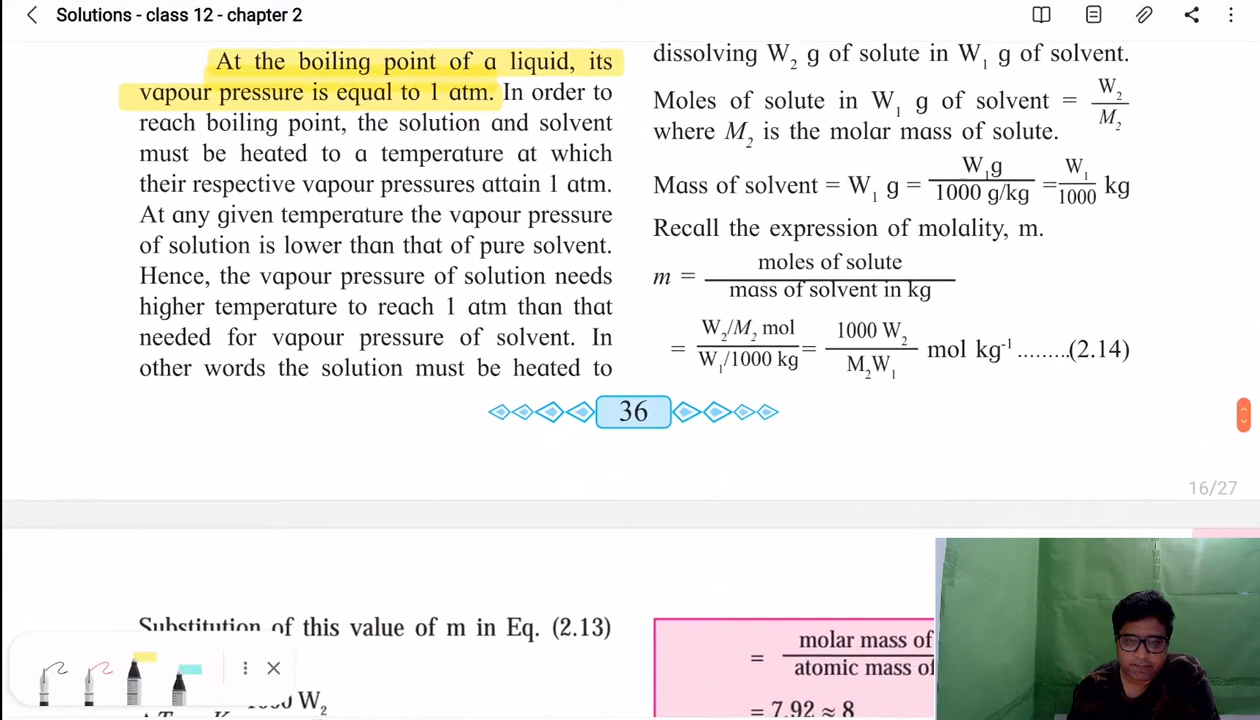 Solutions - class 12 - chapter 2
At the boiling point of a liquid, its
vapour pressure is equal to 1 atm. In order to
reach boiling point, the solution and solvent
must be heated to a temperature at which
their respective vapour pressures attain 1 atm.
At any given temperature the vapour pressure
of solution is lower than that of pure solvent.
Hence, the vapour pressure of solution needs
higher temperature to reach 1 atm than that
needed for vapour pressure of solvent. In
other words the solution must be heated to
dissolving W₂ g of solute in W₁ g of solvent.
Moles of solute in W₁ g of solvent = W₂/M₂
where M₂ is the molar mass of solute.
Mass of solvent = W₁ g = W₁g / 1000 g/kg = W₁/1000 kg
Recall the expression of molality, m.
m = moles of solute / mass of solvent in kg
= W₂/M₂ mol / W₁/1000 kg = 1000 W₂ / M₂W₁ mol kg⁻¹ ........(2.14)
36
16/27
Substitution of this value of m in Eq. (2.13)
W₂
= molar mass of / atomic mass of
= 7.92 ≈ 8